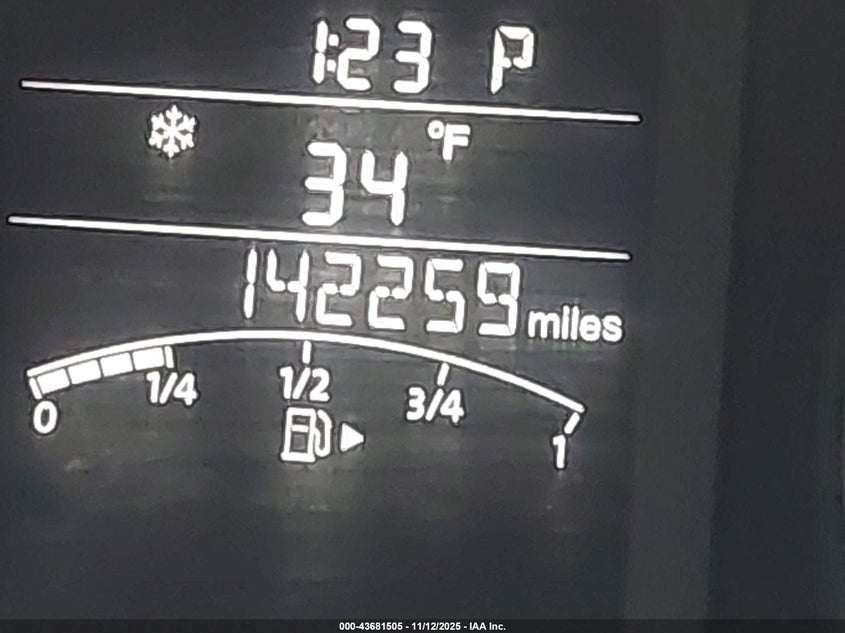 1:23 P
34 °F
142259 miles
0 1/4 1/2 3/4 1
000-43681505 - 11/12/2025 - IAA Inc.